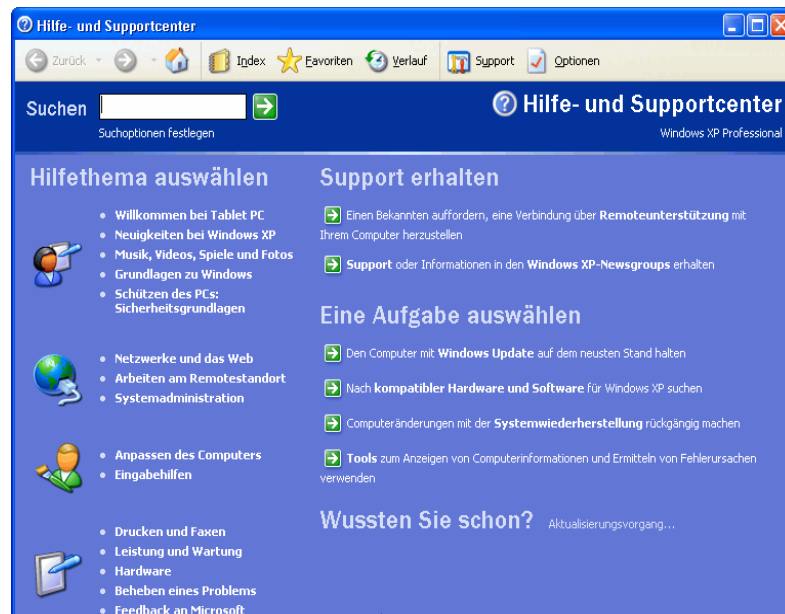 Hilfe- und Supportcenter
Zurück
Index
Favoriten
Verlauf
Support
Optionen
Suchen
Suchoptionen festlegen
Hilfe- und Supportcenter
Windows XP Professional
Hilfethema auswählen
Willkommen bei Tablet PC
Neuigkeiten bei Windows XP
Musik, Videos, Spiele und Fotos
Grundlagen zu Windows
Schützen des PCs:
Sicherheitsgrundlagen
Netzwerke und das Web
Arbeiten am Remotestandort
Systemadministration
Anpassen des Computers
Eingabehilfen
Drucken und Faxen
Leistung und Wartung
Hardware
Beheben eines Problems
Feedback an Microsoft
Support erhalten
Einen Bekannten auffordern, eine Verbindung über Remoteunterstützung mit
Ihrem Computer herzustellen
Support oder Informationen in den Windows XP-Newsgroups erhalten
Eine Aufgabe auswählen
Den Computer mit Windows Update auf dem neusten Stand halten
Nach kompatibler Hardware und Software für Windows XP suchen
Computeränderungen mit der Systemwiederherstellung rückgängig machen
Tools zum Anzeigen von Computerinformationen und Ermitteln von Fehlerursachen
verwenden
Wussten Sie schon? Aktualisierungsvorgang...